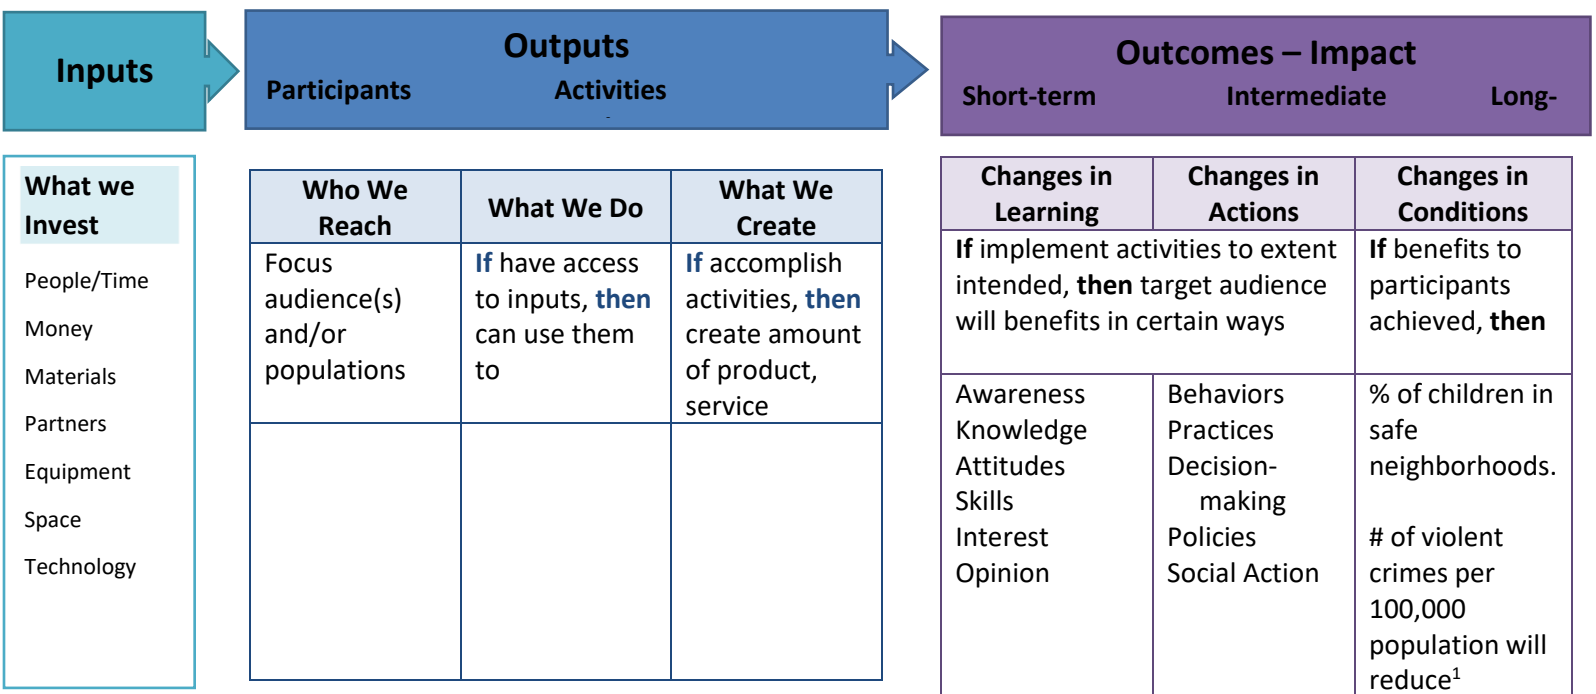 Inputs
Outputs
Participants Activities
Outcomes – Impact
Short-term Intermediate Long-
What we
Invest
People/Time
Money
Materials
Partners
Equipment
Space
Technology
Who We
Reach
What We Do
What We
Create
Focus
audience(s)
and/or
populations
If have access
to inputs, then
can use them
to
If accomplish
activities, then
create amount
of product,
service
Changes in
Learning
Changes in
Actions
Changes in
Conditions
If implement activities to extent
intended, then target audience
will benefits in certain ways
If benefits to
participants
achieved, then
Awareness
Knowledge
Attitudes
Skills
Interest
Opinion
Behaviors
Practices
Decision-
making
Policies
Social Action
% of children in
safe
neighborhoods.
# of violent
crimes per
100,000
population will
reduce1